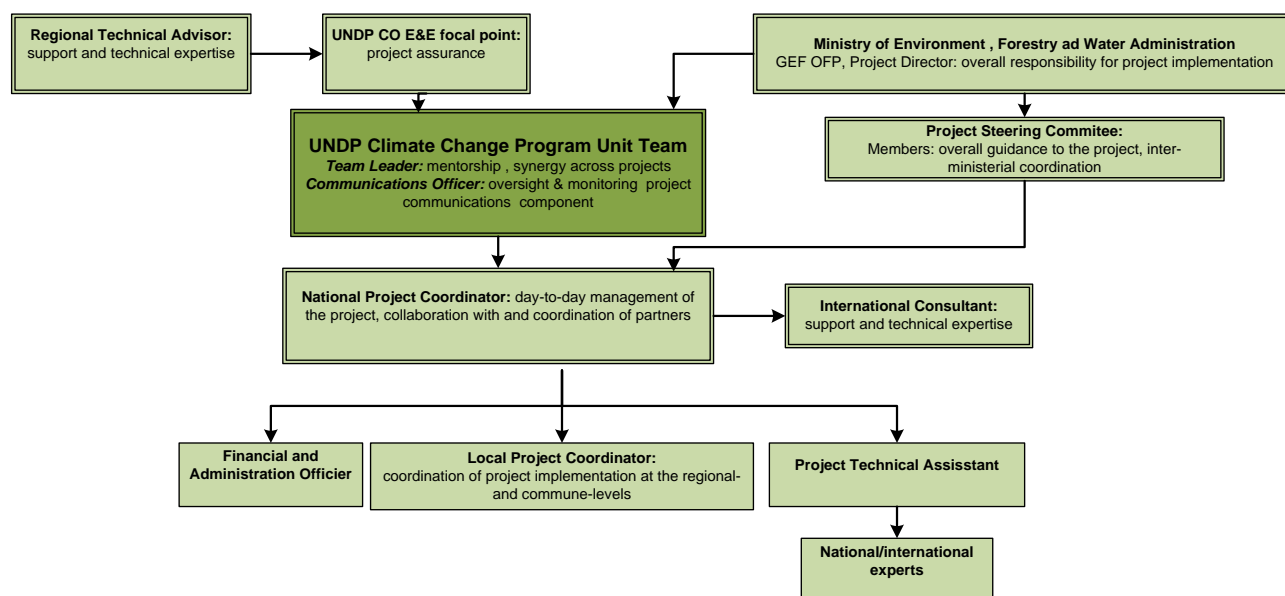 Regional Technical Advisor:
support and technical expertise
UNDP CO E&E focal point:
project assurance
Ministry of Environment , Forestry ad Water Administration
GEF OFP, Project Director: overall responsibility for project implementation
UNDP Climate Change Program Unit Team
Team Leader: mentorship , synergy across projects
Communications Officer: oversight & monitoring project
communications component
Project Steering Commitee:
Members: overall guidance to the project, inter-
ministerial coordination
National Project Coordinator: day-to-day management of
the project, collaboration with and coordination of partners
International Consultant:
support and technical expertise
Financial and
Administration Officier
Local Project Coordinator:
coordination of project implementation at the regional-
and commune-levels
Project Technical Assisstant
National/international
experts